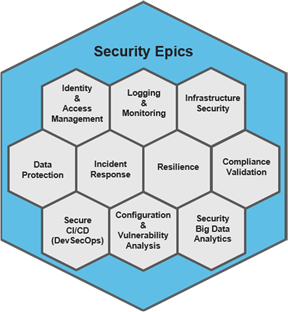 Security Epics
Identity
&
Access
Management
Logging
&
Monitoring
Infrastructure
Security
Data
Protection
Incident
Response
Resilience
Compliance
Validation
Secure
CI/CD
(DevSecOps)
Configuration
&
Vulnerability
Analysis
Security
Big Data
Analytics